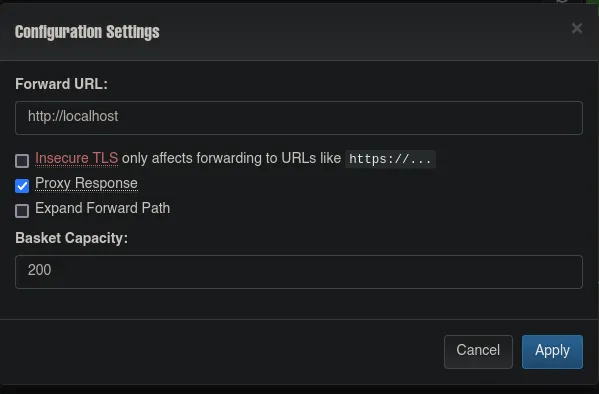 Configuration Settings ×
Forward URL:
http://localhost
Insecure TLS only affects forwarding to URLs like https://...
Proxy Response
Expand Forward Path
Basket Capacity:
200
Cancel Apply